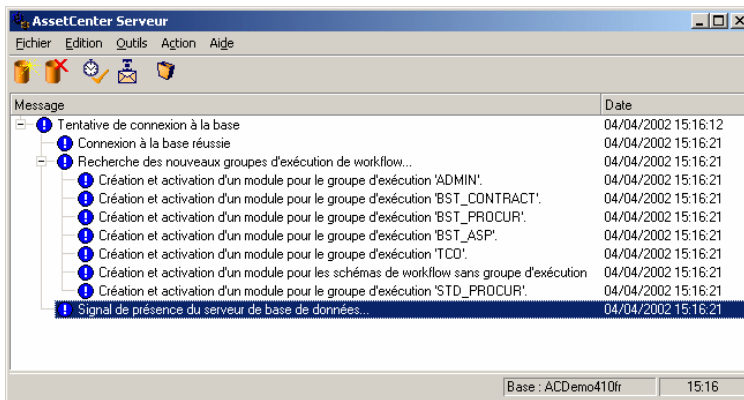 AssetCenter Serveur
Fichier Edition Outils Action Aide
Message Date
Tentative de connexion à la base 04/04/2002 15:16:12
Connexion à la base réussie 04/04/2002 15:16:21
Recherche des nouveaux groupes d'exécution de workflow... 04/04/2002 15:16:21
Création et activation d'un module pour le groupe d'exécution 'ADMIN'. 04/04/2002 15:16:21
Création et activation d'un module pour le groupe d'exécution 'BST_CONTRACT'. 04/04/2002 15:16:21
Création et activation d'un module pour le groupe d'exécution 'BST_PROCUR'. 04/04/2002 15:16:21
Création et activation d'un module pour le groupe d'exécution 'BST_ASP'. 04/04/2002 15:16:21
Création et activation d'un module pour le groupe d'exécution 'TCO'. 04/04/2002 15:16:21
Création et activation d'un module pour les schémas de workflow sans groupe d'exécution 04/04/2002 15:16:21
Création et activation d'un module pour le groupe d'exécution 'STD_PROCUR'. 04/04/2002 15:16:21
Signal de présence du serveur de base de données... 04/04/2002 15:16:21
Base : ACDemo410fr 15:16